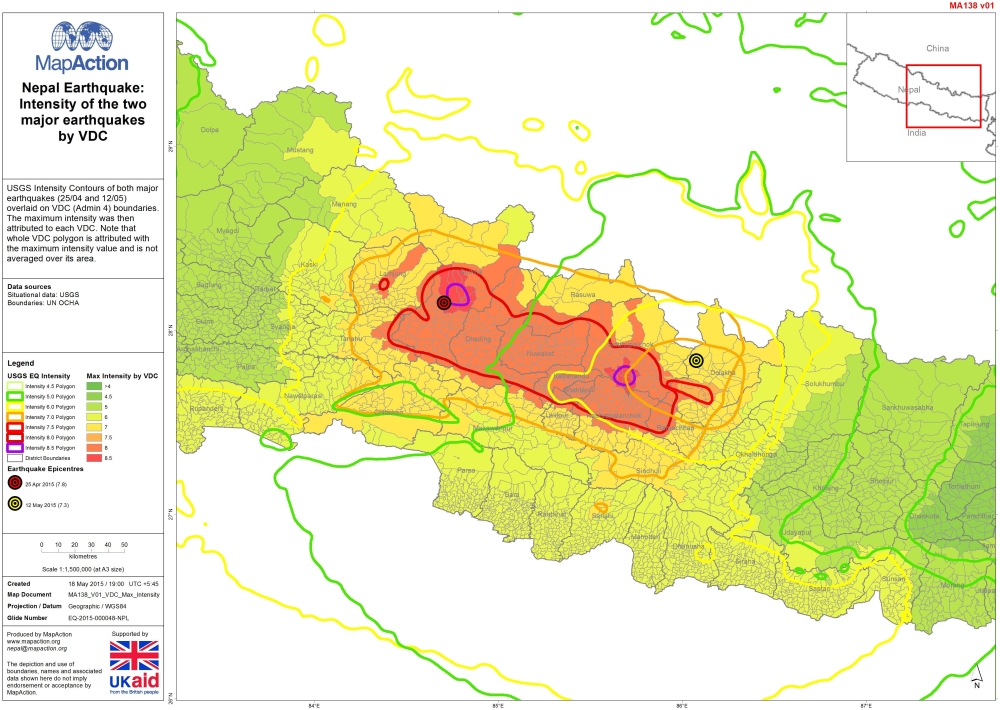 MA138 v01
MapAction
Nepal Earthquake:
Intensity of the two
major earthquakes
by VDC
USGS Intensity Contours of both major
earthquakes (25/04 and 12/05)
overlaid on VDC (Admin 4) boundaries.
The maximum intensity was then
attributed to each VDC. Note that
whole VDC polygon is attributed with
the maximum intensity value and is not
averaged over its area.
Data sources
Situational data: USGS
Boundaries: UN OCHA
Legend
USGS EQ Intensity
Intensity 4.5 Polygon
Intensity 5.0 Polygon
Intensity 6.0 Polygon
Intensity 7.0 Polygon
Intensity 7.5 Polygon
Intensity 8.0 Polygon
Intensity 8.5 Polygon
District Boundaries
Max Intensity by VDC
<4
4.5
5
6
7
7.5
8
8.5
Earthquake Epicentres
25 Apr 2015 (7.8)
12 May 2015 (7.3)
0 10 20 30 40 50
kilometres
Scale 1:1,500,000 (at A3 size)
Created 18 May 2015 / 19:00 UTC +5:45
Map Document MA138_V01_VDC_Max_Intensity
Projection / Datum Geographic / WGS84
Glide Number EQ-2015-000048-NPL
Produced by MapAction
www.mapaction.org
nepal@mapaction.org
The depiction and use of
boundaries, names and associated
data shown here do not imply
endorsement or acceptance by
MapAction.
Supported by
UKaid
from the British people
China
Nepal
India
Dolpa
Mustang
Manang
Myagdi
Kaski
Baglung
Parbat
Gulmi
Syangja
Palpa
Tanahu
Rupandehi
Nawalparasi
Rasuwa
Dhading
Nuwakot
Dolakha
Lalitpur
Makwanpur
Sindhuli
Parsa
Bara
Rautahat
Sarlahi
Mahottari
Dhanusha
Siraha
Saptari
Udayapur
Okhaldhunga
Solukhumbu
Khotang
Bhojpur
Sankhuwasabha
Taplejung
Terhathum
Dhankuta
Panchthar
Sunsari
Morang
29°N
28°N
27°N
26°N
84°E
85°E
86°E
87°E
N